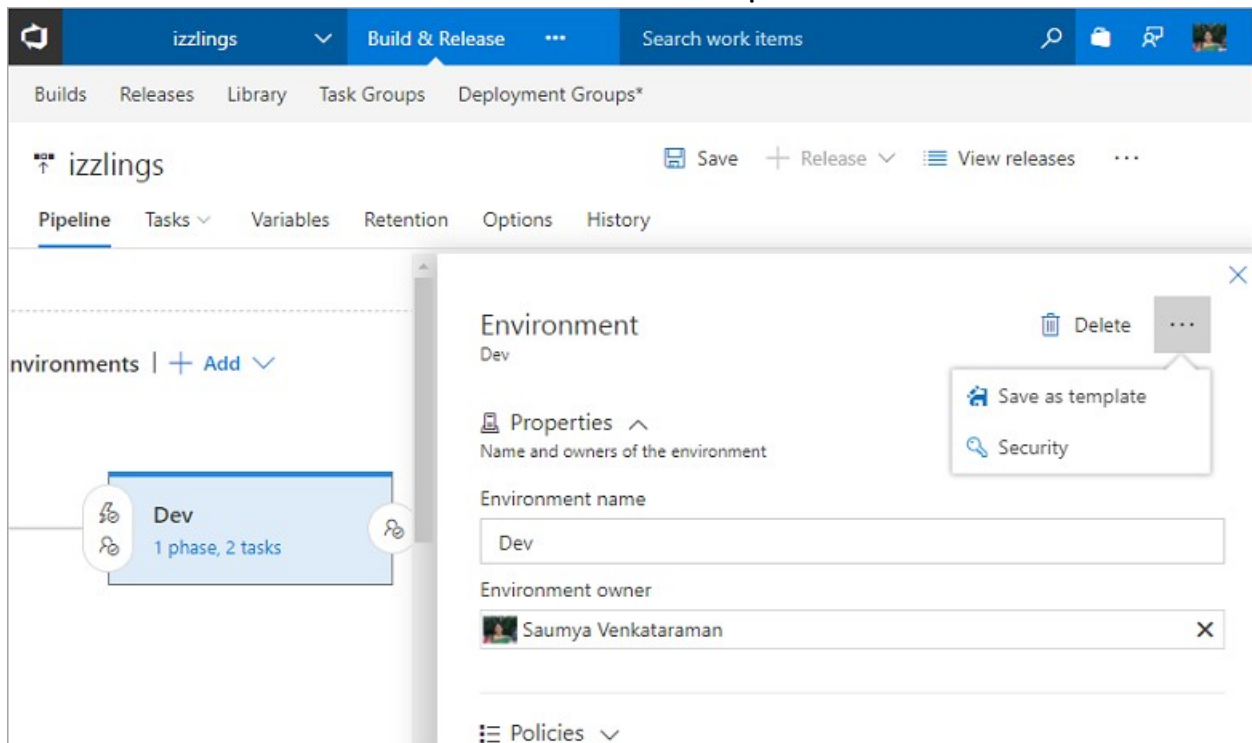 izzlings Build & Release ··· Search work items
Builds Releases Library Task Groups Deployment Groups*
izzlings Save + Release View releases ···
Pipeline Tasks Variables Retention Options History
Environment Delete ···
Dev
nvironments | + Add
Save as template
Properties
Name and owners of the environment
Security
Environment name
Dev
Dev
1 phase, 2 tasks
Environment owner
Saumya Venkataraman
Policies